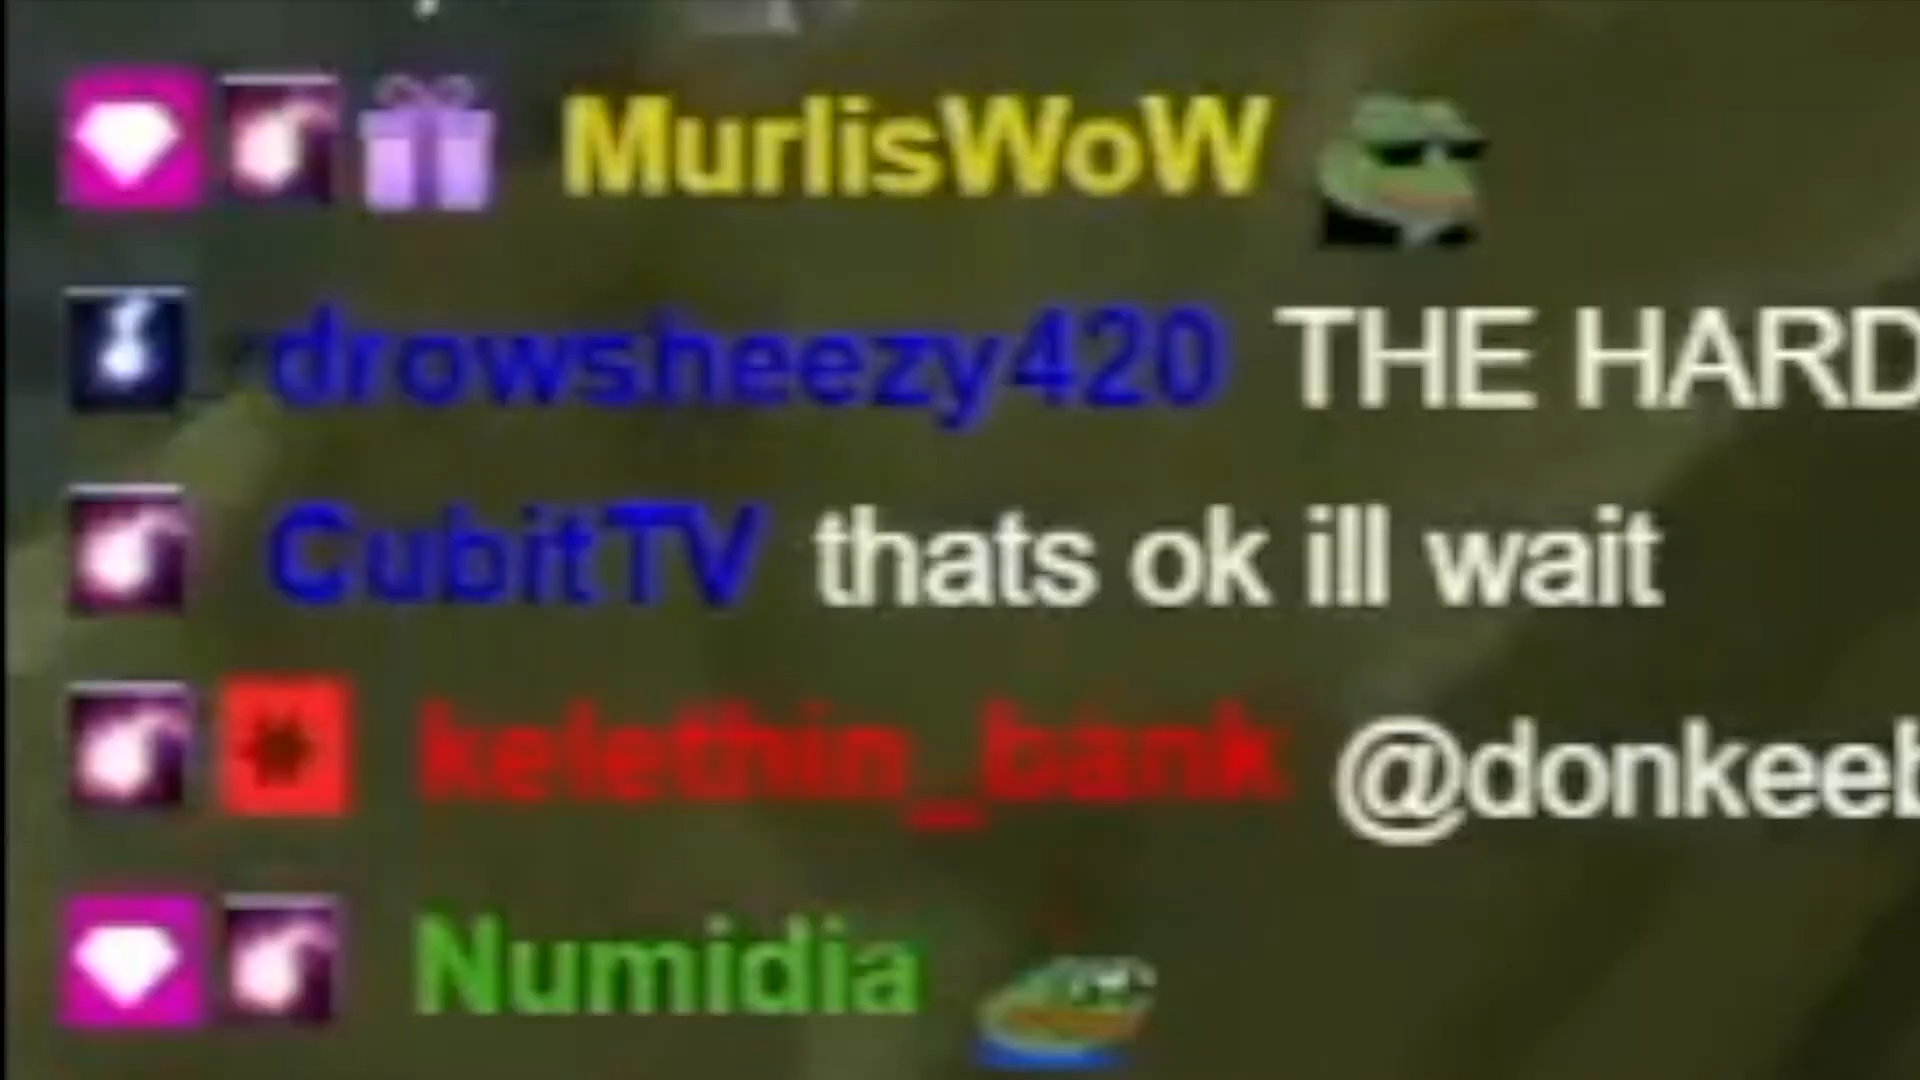 MurlisWoW
drowsheezy420 THE HARD
CubitTV thats ok ill wait
kelethin_bank @donkeeb
Numidia